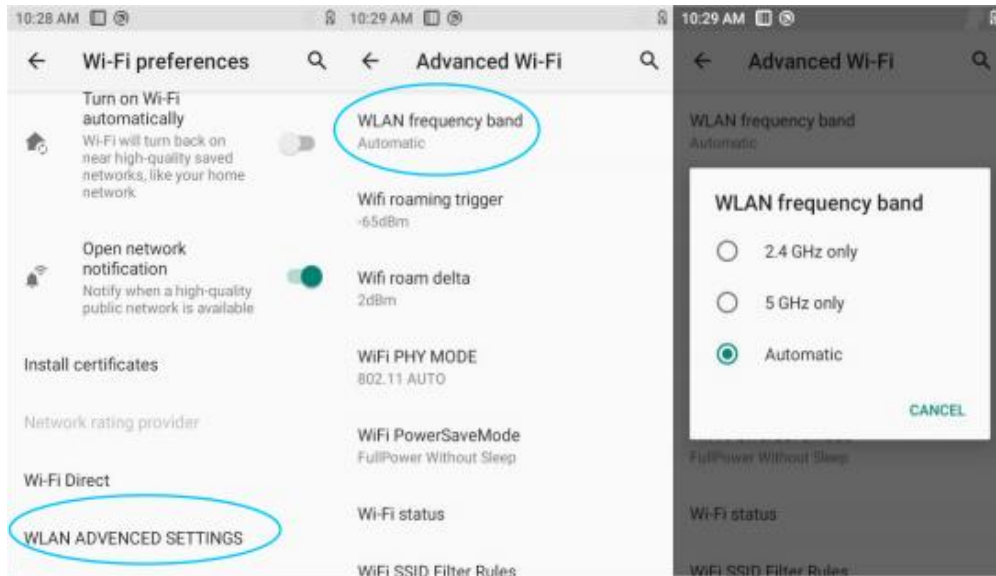 10:28 AM
Wi-Fi preferences
Turn on Wi-Fi
automatically
Wi-Fi will turn back on
near high-quality saved
networks, like your home
network
Open network
notification
Notify when a high-quality
public network is available
Install certificates
Network rating provider
Wi-Fi Direct
WLAN ADVENCED SETTINGS
10:29 AM
Advanced Wi-Fi
WLAN frequency band
Automatic
Wifi roaming trigger
-65dBm
Wifi roam delta
2dBm
WiFi PHY MODE
802.11 AUTO
WiFi PowerSaveMode
FullPower Without Sleep
Wi-Fi status
WiFi SSID Filter Rules
10:29 AM
Advanced Wi-Fi
WLAN frequency band
Automatic
WLAN frequency band
2.4 GHz only
5 GHz only
Automatic
CANCEL
FullPower Without Sleep
Wi-Fi status
WiFi SSID Filter Rules